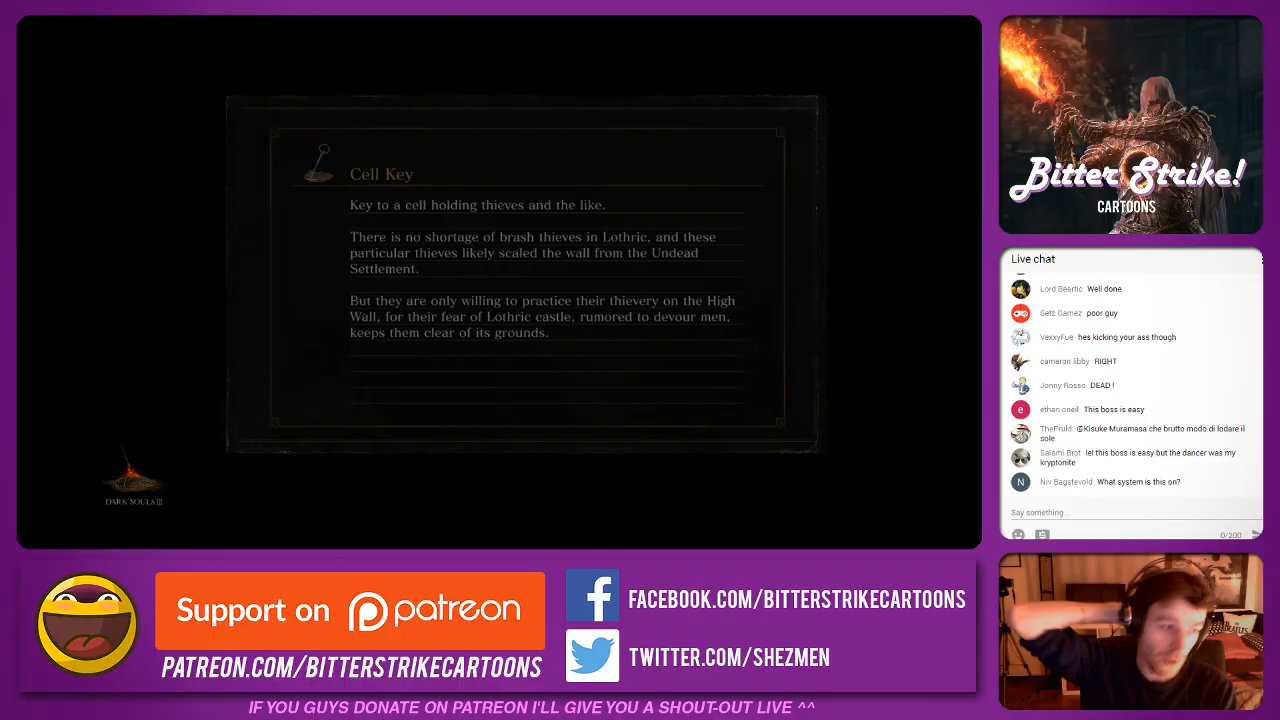 Cell Key
Key to a cell holding thieves and the like.
There is no shortage of brash thieves in Lothric, and these
particular thieves likely scaled the wall from the Undead
Settlement.
But they are only willing to practice their thievery on the High
Wall, for their fear of Lothric castle, rumored to devour men,
keeps them clear of its grounds.
DARK SOULS III
Bitter Strike!
CARTOONS
Live chat
Lord Beartic Well done
Setz Gamez poor guy
VexxyFue hes kicking your ass though
cameron libby RIGHT
Jonny Rosso DEAD !
e ethan oneil This boss is easy
ThePruld @Kisuke Muramasa che brutto modo di lodare il
sole
Salami Brot lel this boss is easy but the dancer was my
kryptonite
N Niv Bagstevold What system is this on?
Say something...
0/200
Support on patreon
PATREON.COM/BITTERSTRIKECARTOONS
FACEBOOK.COM/BITTERSTRIKECARTOONS
TWITTER.COM/SHEZMEN
BEATLES
IF YOU GUYS DONATE ON PATREON I'LL GIVE YOU A SHOUT-OUT LIVE ^^